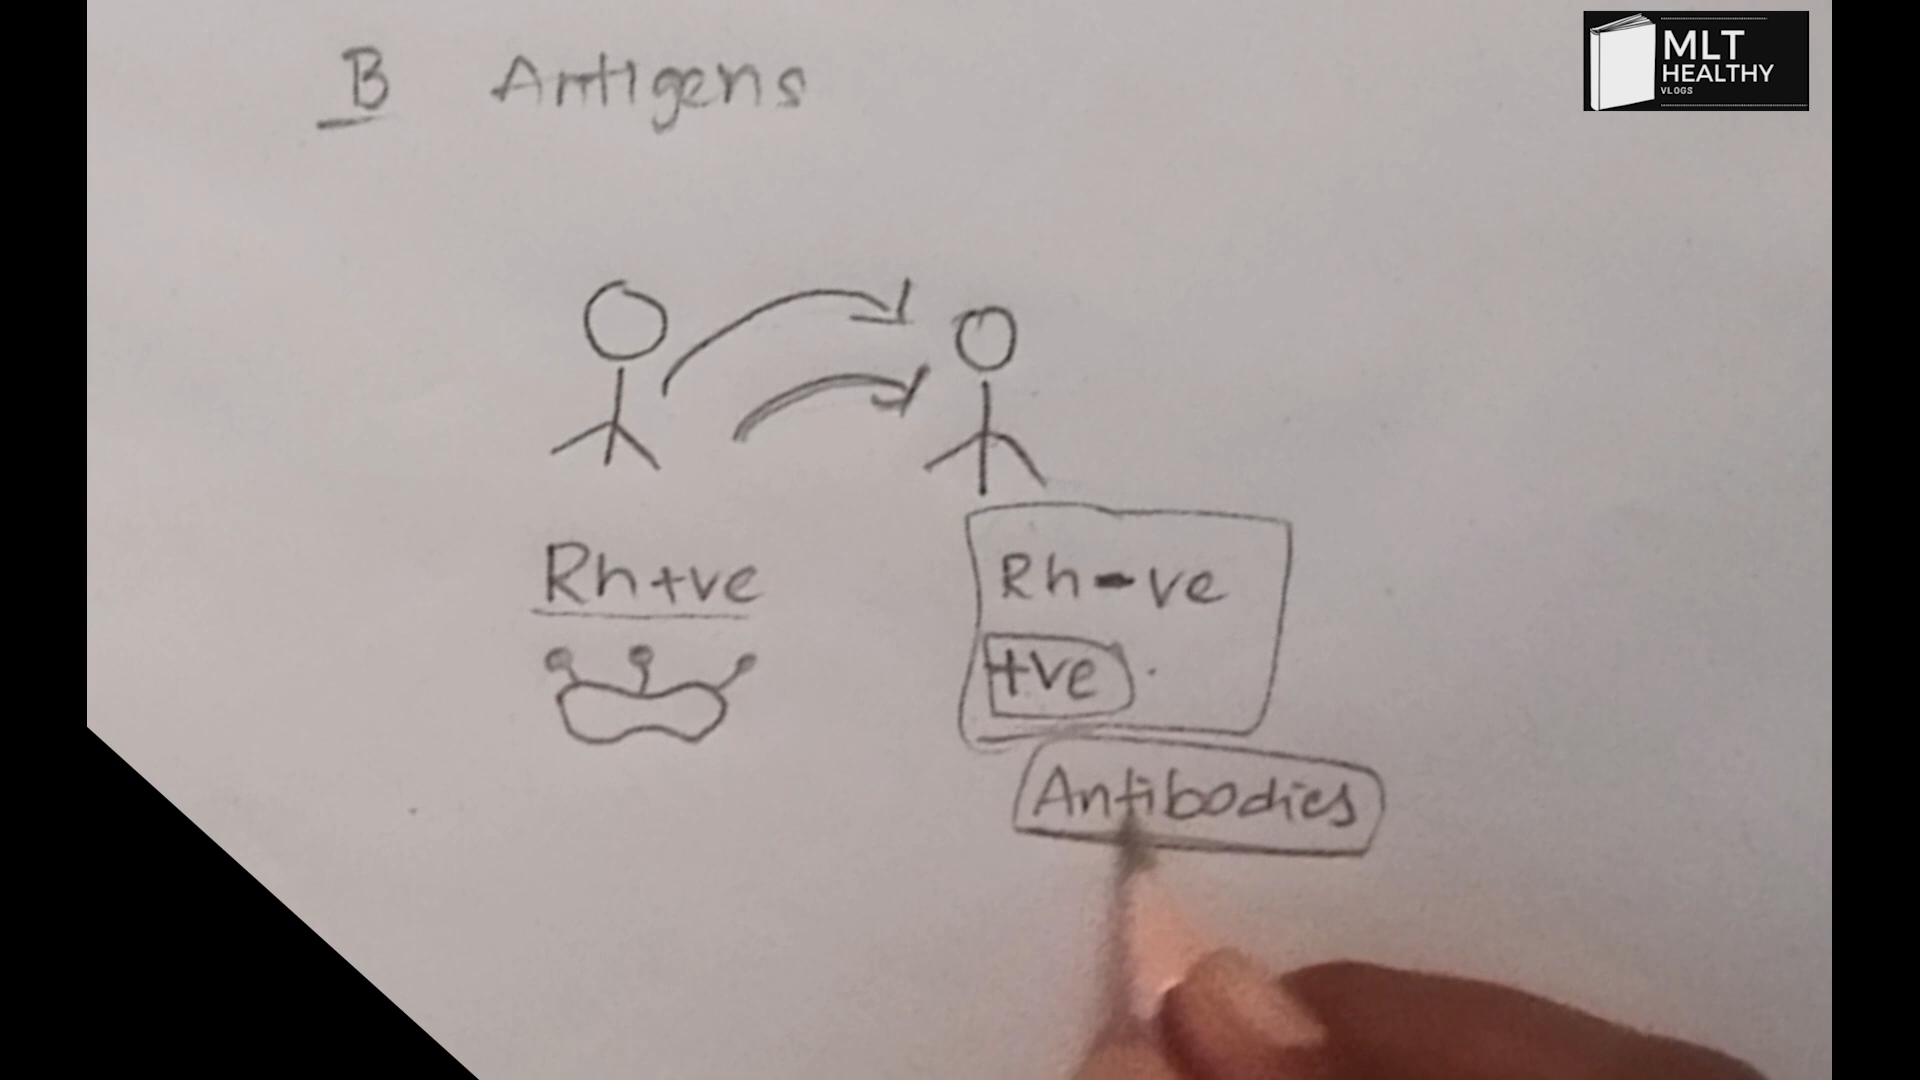 B Antigens
MLT
HEALTHY
VLOGS
Rh+ve
Rh-ve
+ve
Antibodies